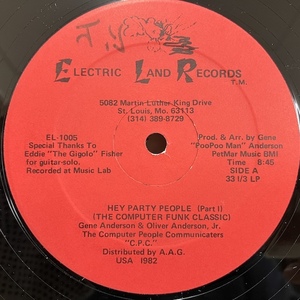 T.J
ELECTRIC LAND RECORDS
T.M.
5082 Martin Luther King Drive
St. Louis, Mo. 63113
(314) 389-8729
EL-1005
Special Thanks To
Eddie "The Gigolo" Fisher
for guitar-solo.
Recorded at Music Lab
Prod. & Arr. by Gene
"PooPoo Man" Anderson
PetMar Music BMI
Time 8:45
SIDE A
33 1/3 LP
HEY PARTY PEOPLE (Part I)
(THE COMPUTER FUNK CLASSIC)
Gene Anderson & Oliver Anderson, Jr.
The Computer People Communicaters
"C.P.C."
Distributed by A.A.G.
USA 1982